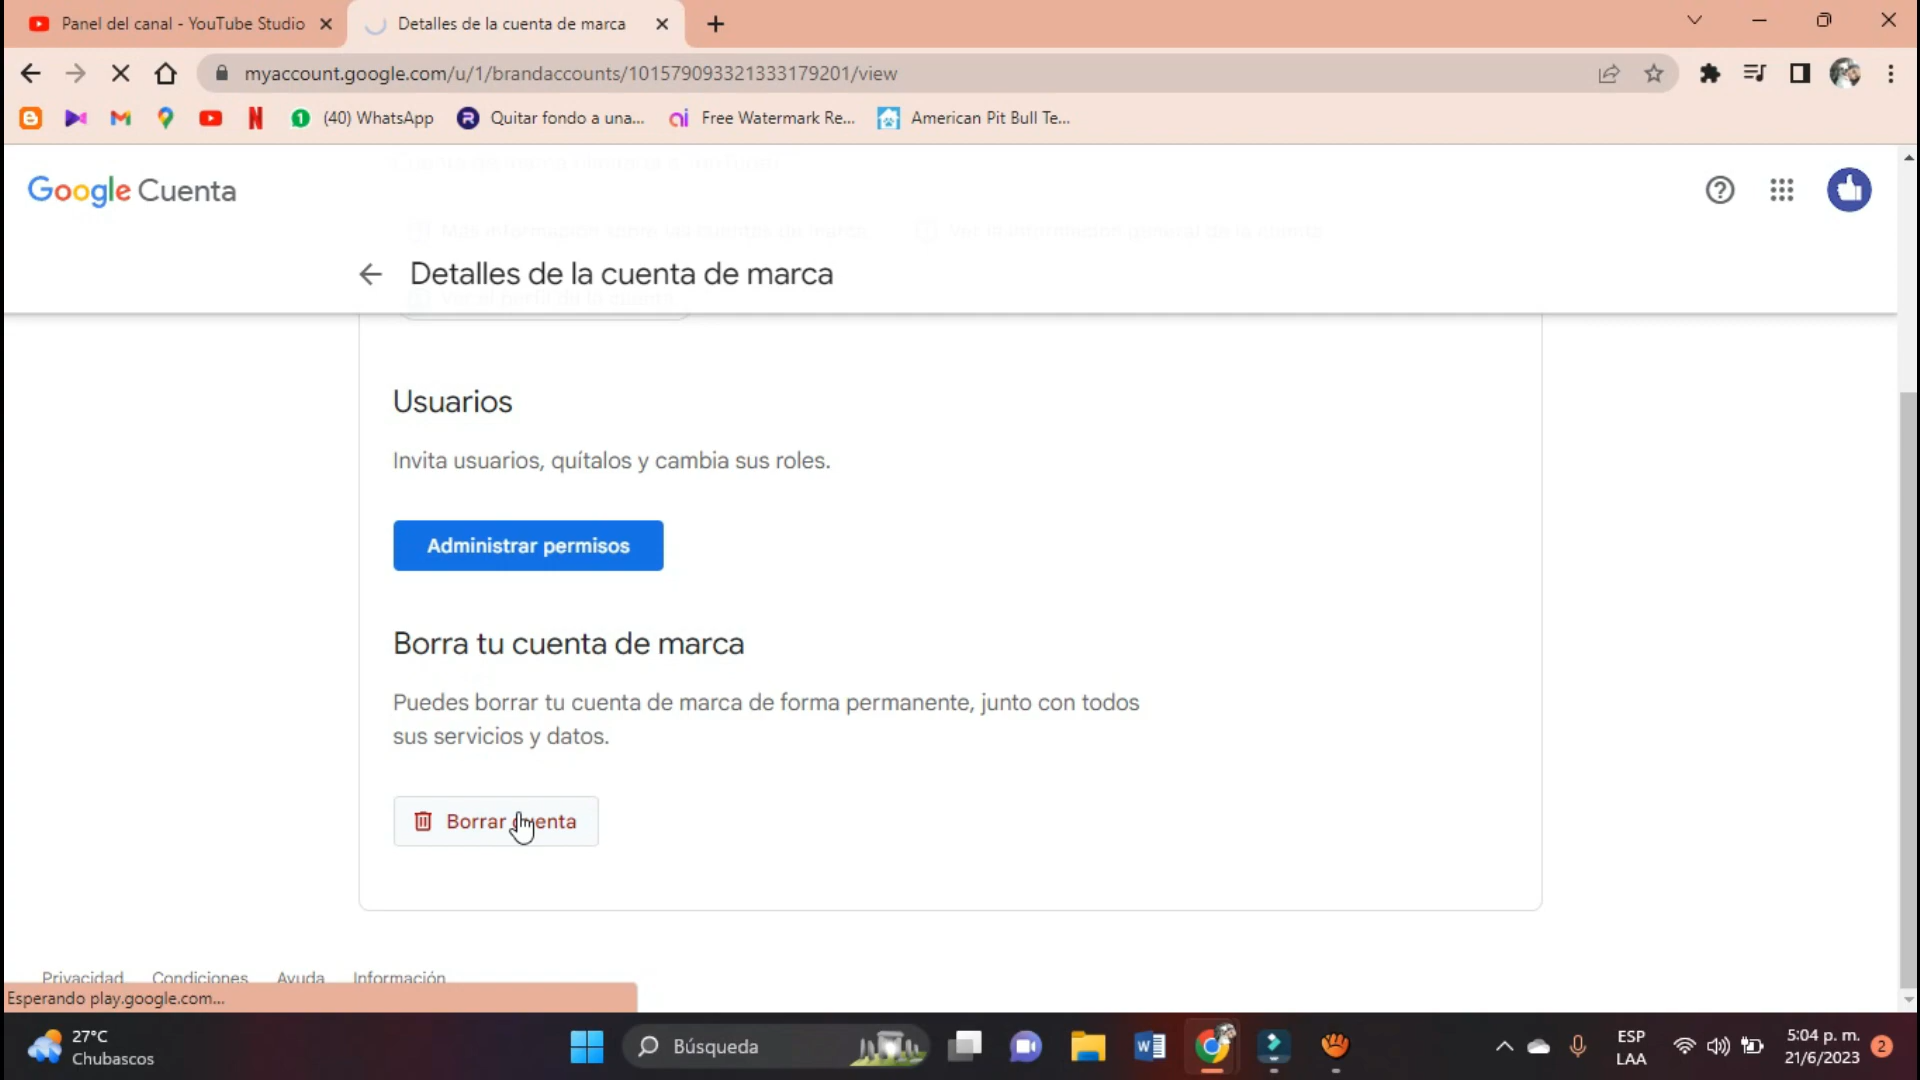 Panel del canal - YouTube Studio
Detalles de la cuenta de marca
myaccount.google.com/u/1/brandaccounts/101579093321333179201/view
(40) WhatsApp
Quitar fondo a una...
Free Watermark Re...
American Pit Bull Te...
Google Cuenta
Detalles de la cuenta de marca
Usuarios
Invita usuarios, quítalos y cambia sus roles.
Administrar permisos
Borra tu cuenta de marca
Puedes borrar tu cuenta de marca de forma permanente, junto con todos
sus servicios y datos.
Borrar cuenta
Privacidad Condiciones Ayuda Información
Esperando play.google.com...
27°C
Chubascos
Búsqueda
ESP
LAA
5:04 p. m.
21/6/2023
2